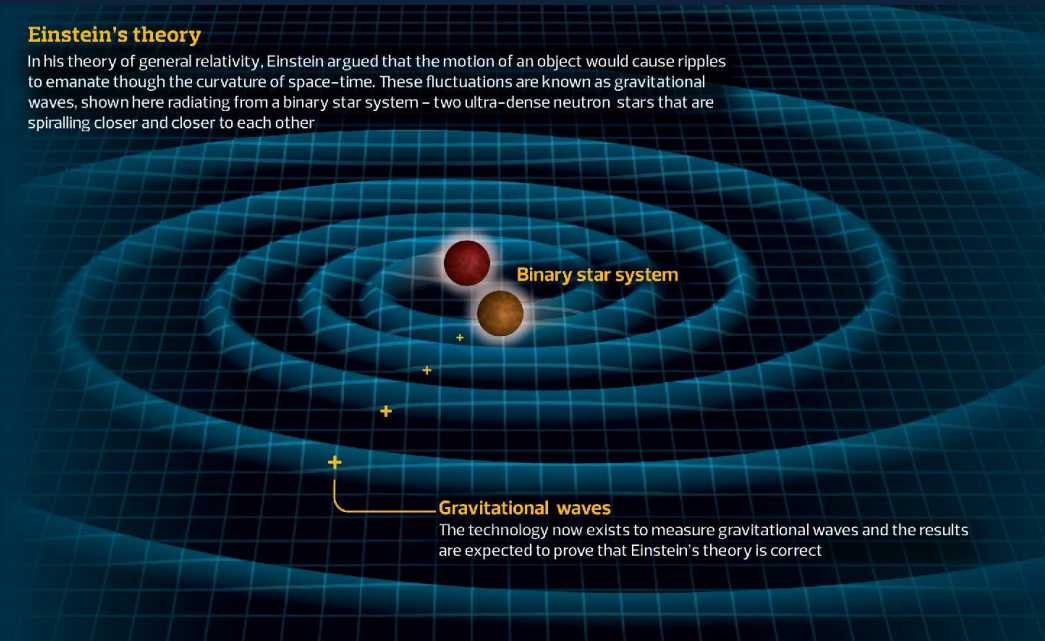 Einstein's theory
In his theory of general relativity, Einstein argued that the motion of an object would cause ripples
to emanate though the curvature of space-time. These fluctuations are known as gravitational
waves, shown here radiating from a binary star system – two ultra-dense neutron stars that are
spiralling closer and closer to each other
Binary star system
Gravitational waves
The technology now exists to measure gravitational waves and the results
are expected to prove that Einstein's theory is correct